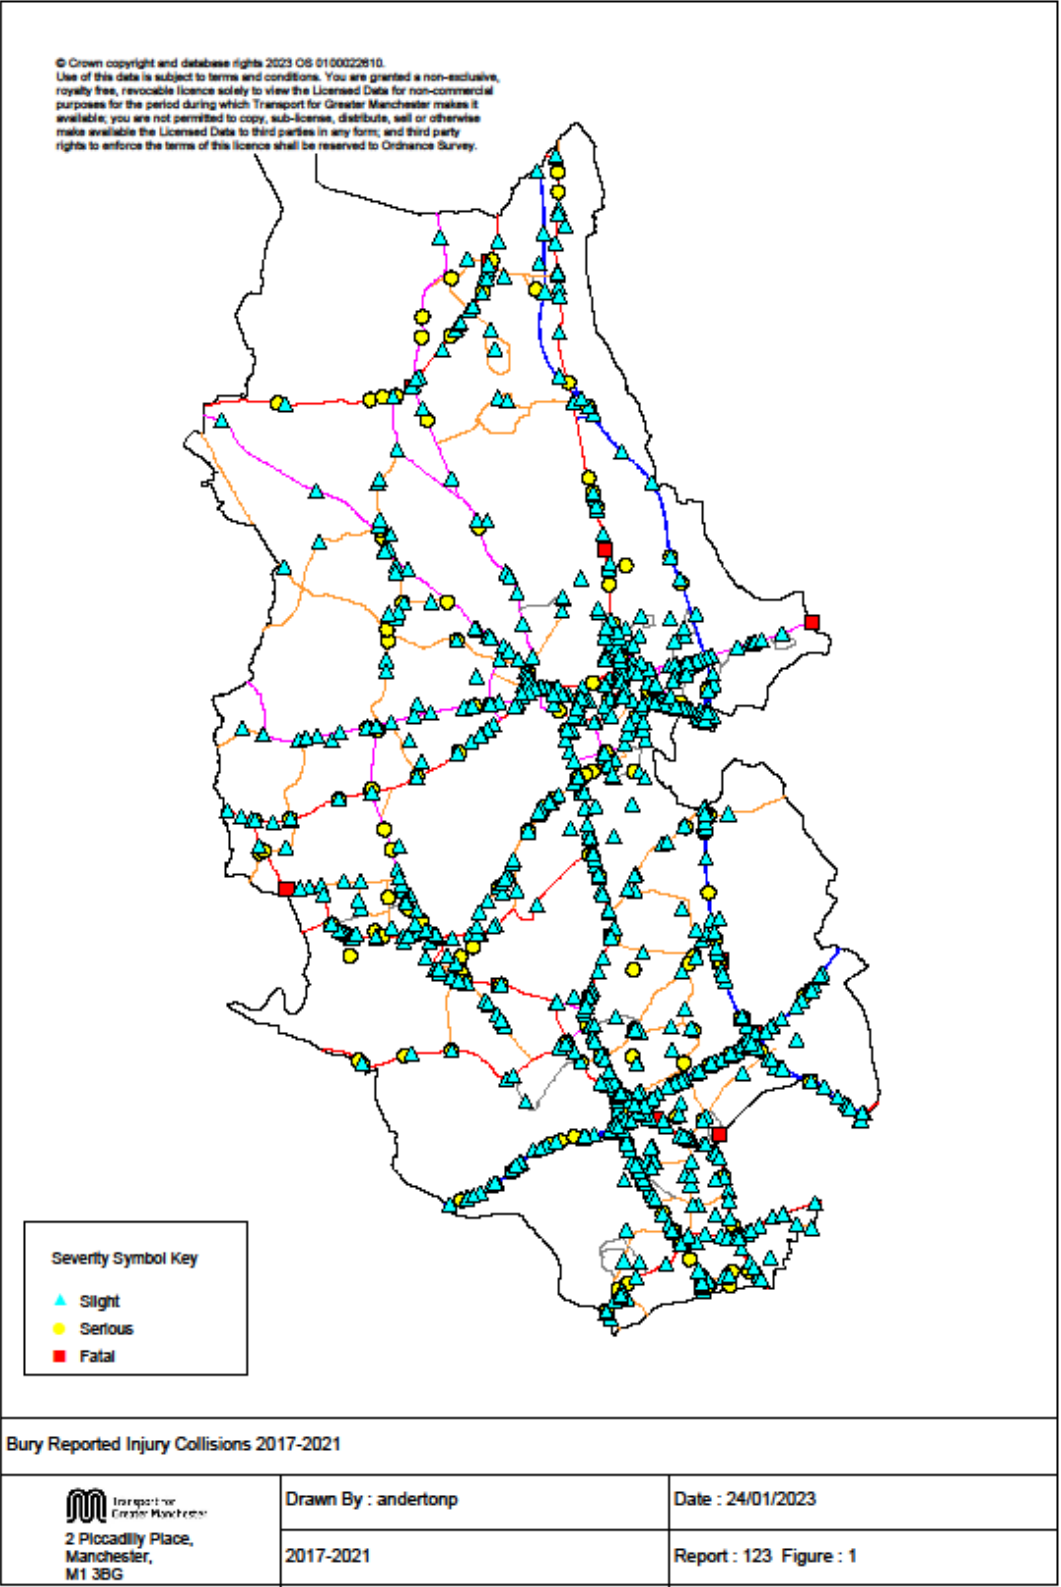 © Crown copyright and database rights 2023 OS 0100022610.
Use of this data is subject to terms and conditions. You are granted a non-exclusive,
royalty free, revocable licence solely to view the Licensed Data for non-commercial
purposes for the period during which Transport for Greater Manchester makes it
available; you are not permitted to copy, sub-license, distribute, sell or otherwise
make available the Licensed Data to third parties in any form; and third party
rights to enforce the terms of this licence shall be reserved to Ordnance Survey.
Severity Symbol Key
Slight
Serious
Fatal
Bury Reported Injury Collisions 2017-2021
Transport for
Greater Manchester
2 Piccadilly Place,
Manchester,
M1 3BG
Drawn By : andertonp
Date : 24/01/2023
2017-2021
Report : 123 Figure : 1